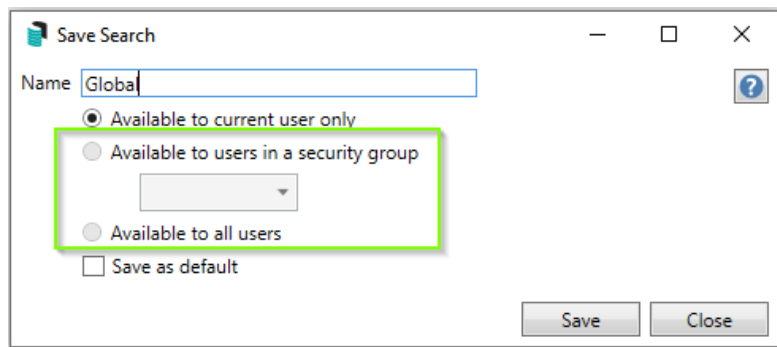 Save Search
Name Global
Available to current user only
Available to users in a security group
Available to all users
Save as default
Save Close